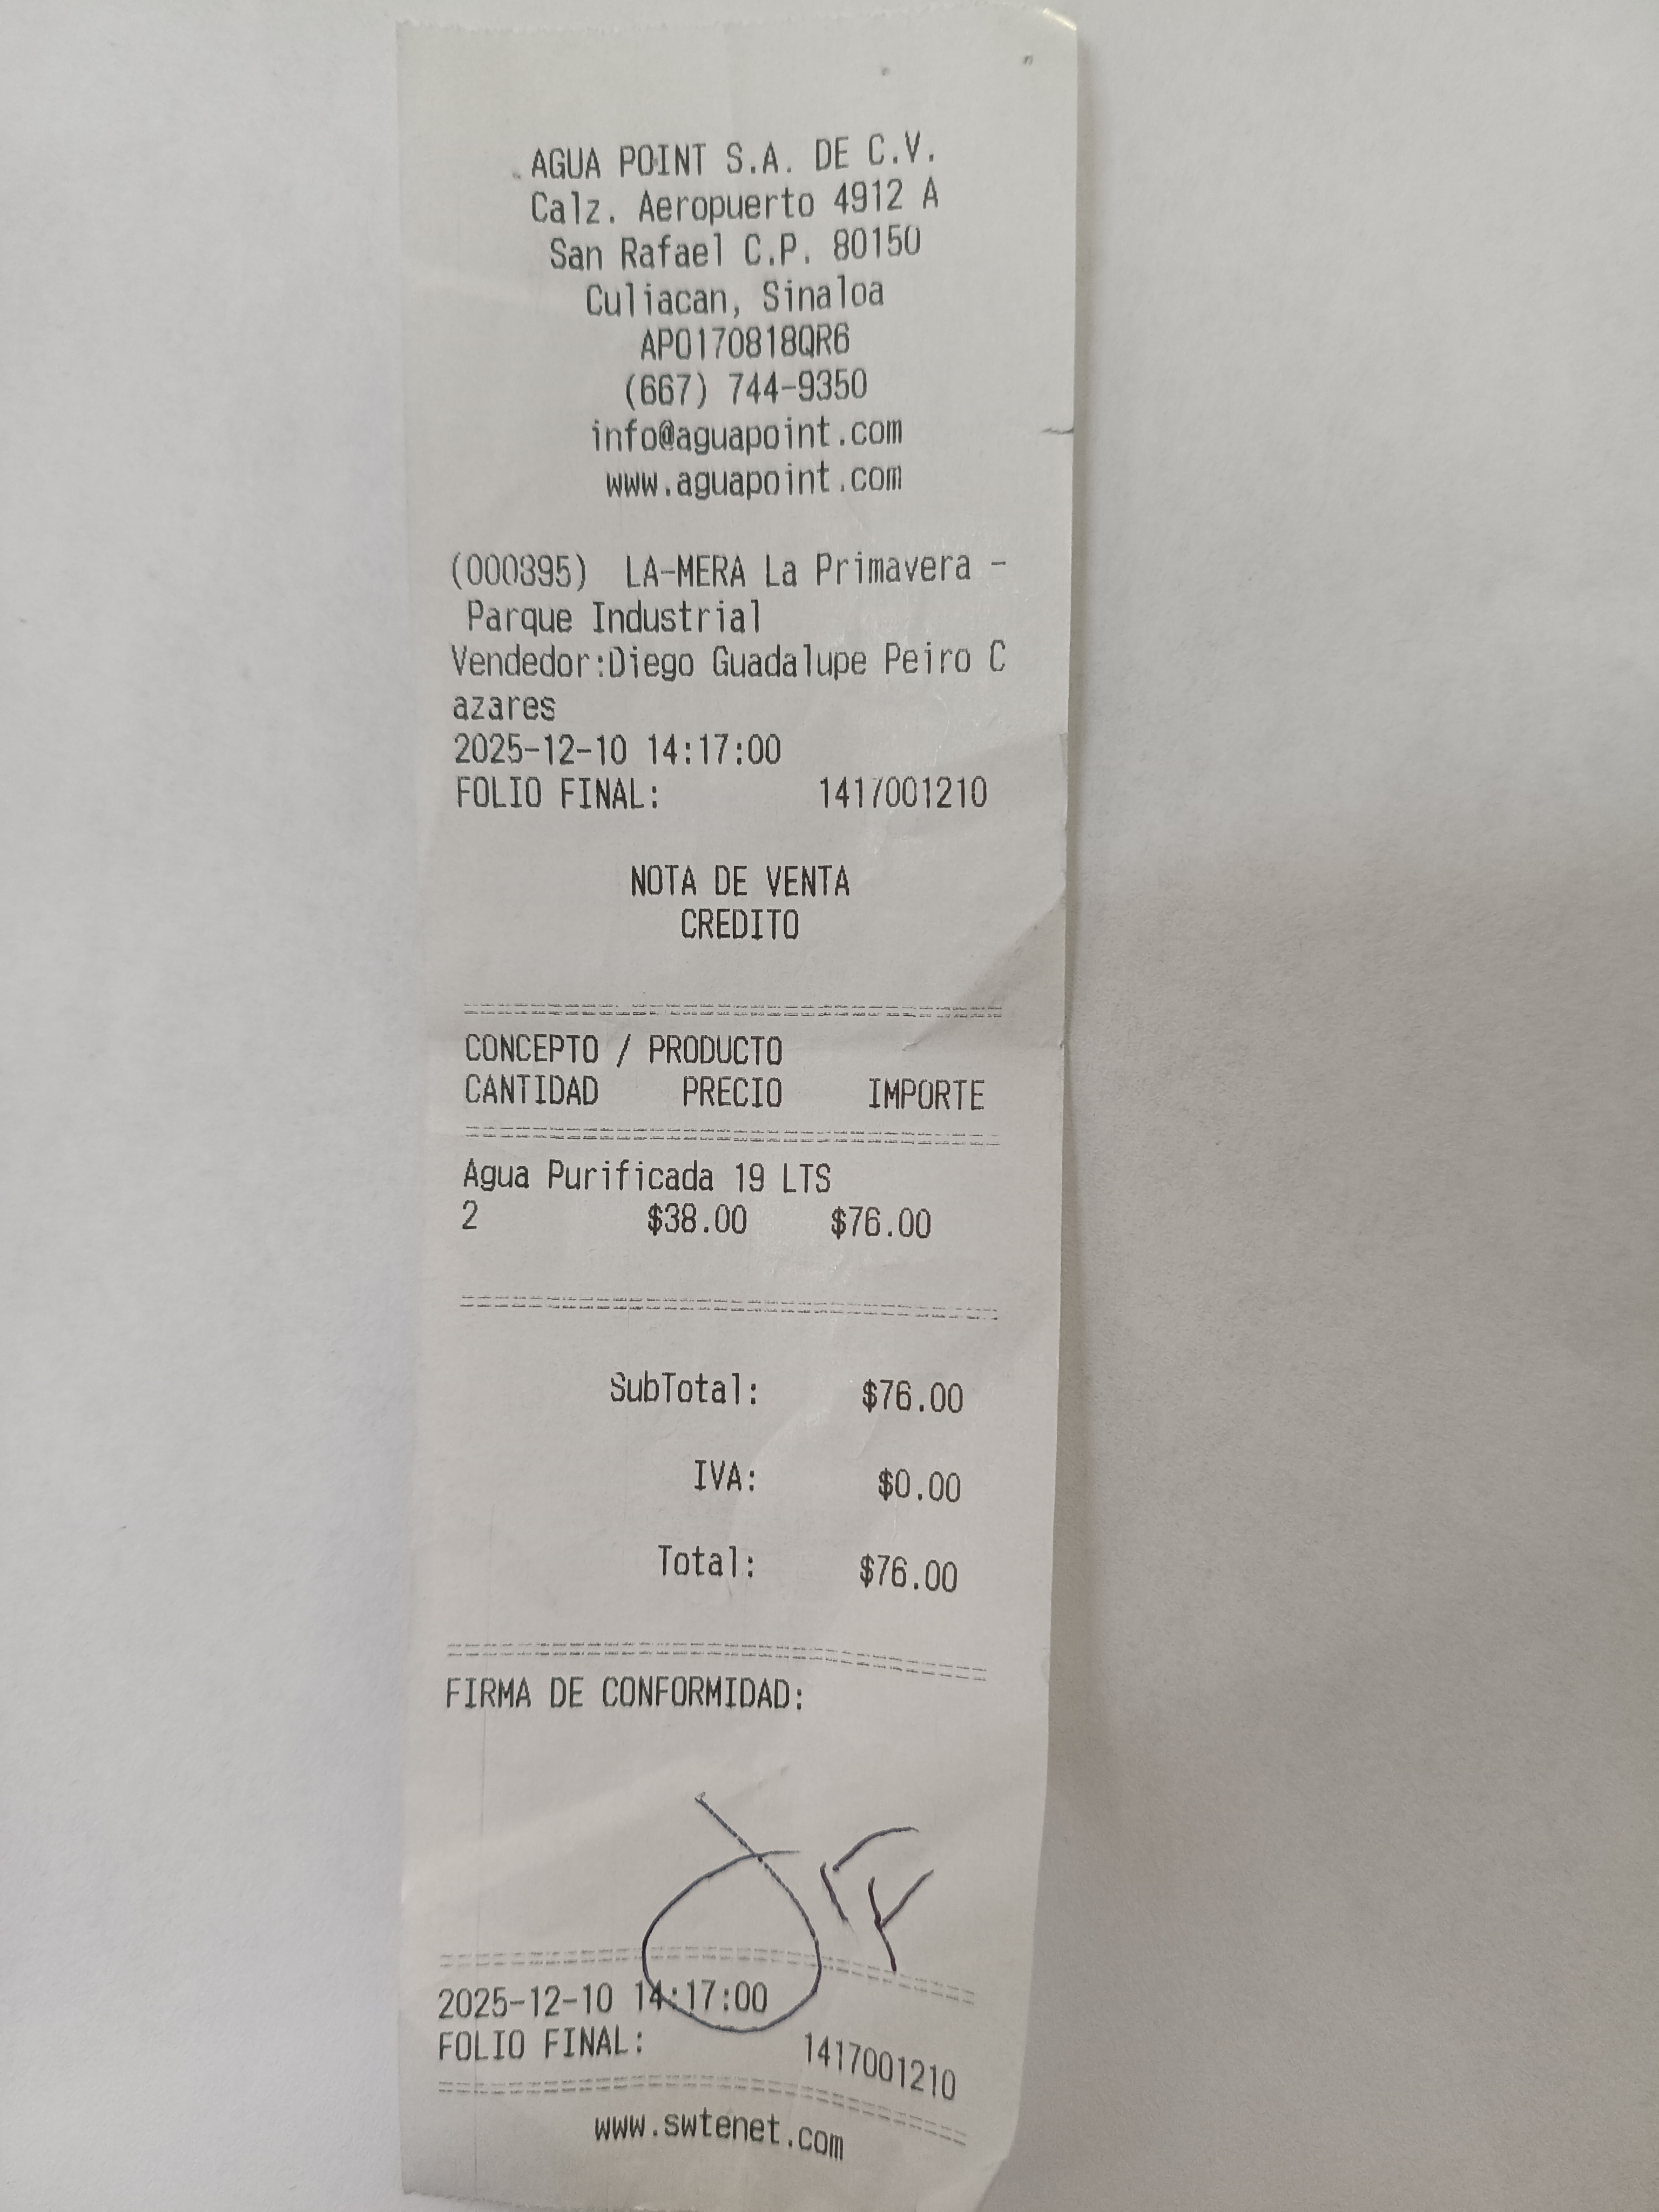 AGUA POINT S.A. DE C.V.
Calz. Aeropuerto 4912 A
San Rafael C.P. 80150
Culiacan, Sinaloa
APO170818QR6
(667) 744-9350
info@aguapoint.com
www.aguapoint.com
(000895) LA-MERA La Primavera -
Parque Industrial
Vendedor:Diego Guadalupe Peiro C
azares
2025-12-10 14:17:00
FOLIO FINAL: 1417001210
NOTA DE VENTA
CREDITO
CONCEPTO / PRODUCTO
CANTIDAD PRECIO IMPORTE
Agua Purificada 19 LTS
2 $38.00 $76.00
SubTotal: $76.00
IVA: $0.00
Total: $76.00
FIRMA DE CONFORMIDAD:
2025-12-10 14:17:00
FOLIO FINAL: 1417001210
www.swtenet.com